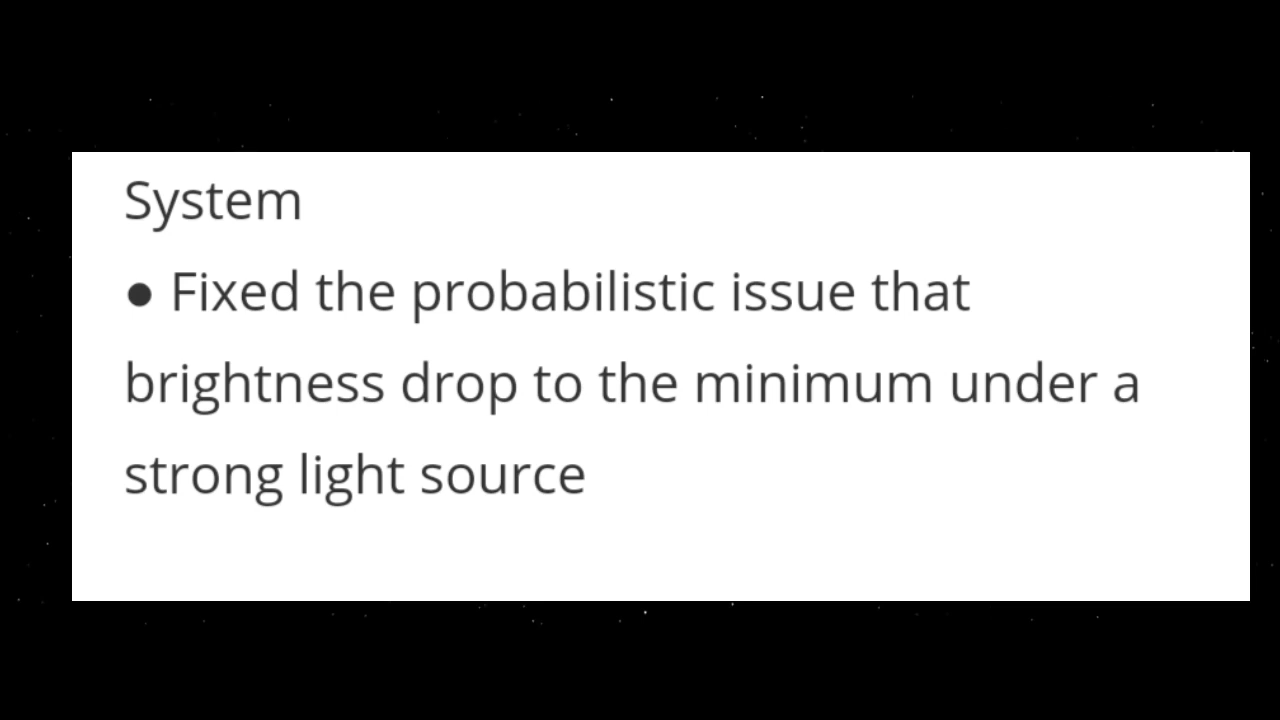 System
● Fixed the probabilistic issue that
brightness drop to the minimum under a
strong light source